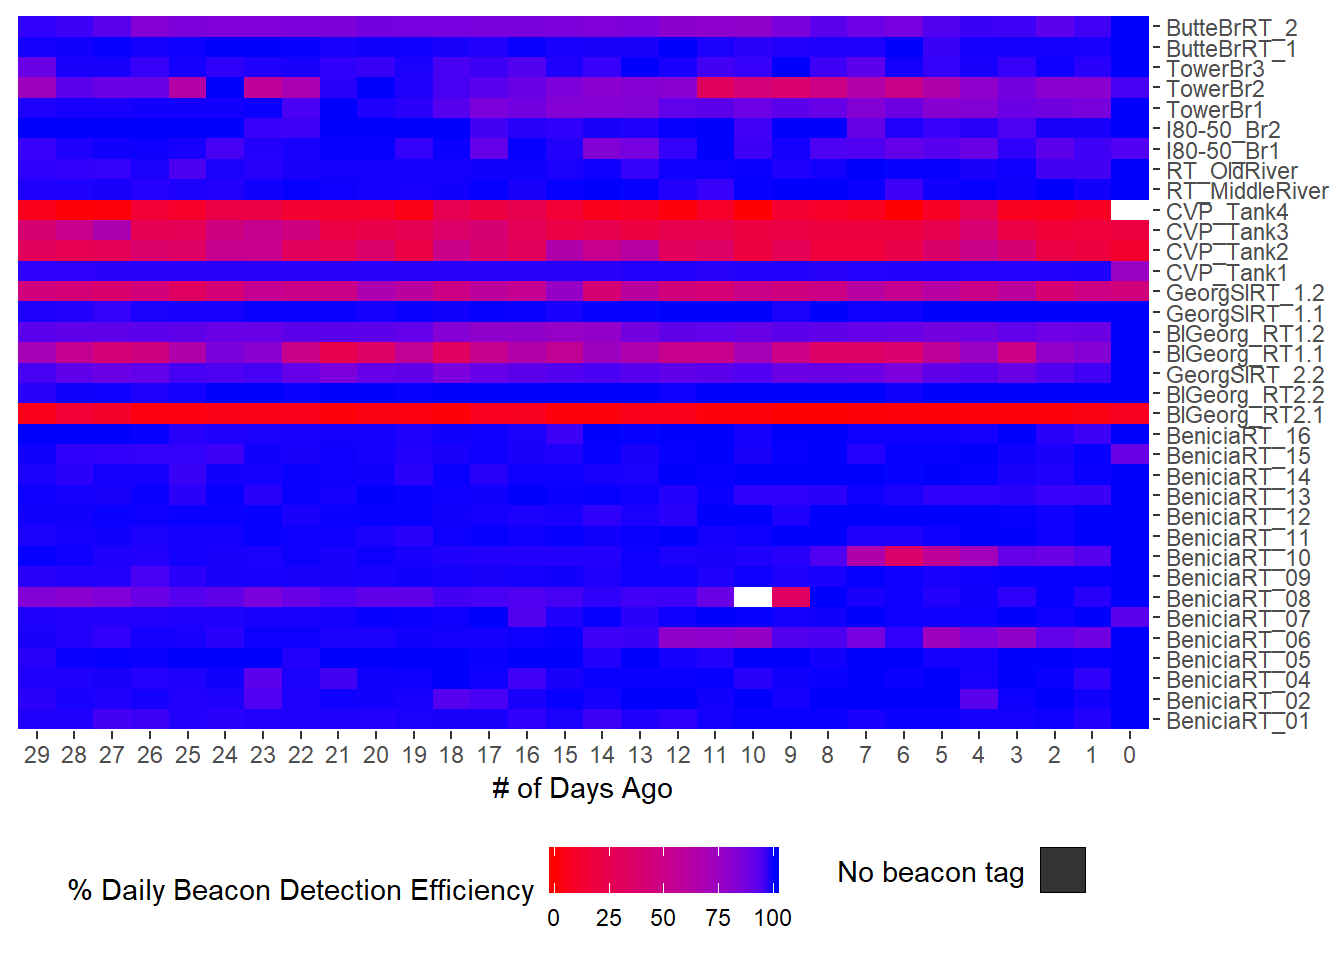 ButteBrRT_2
ButteBrRT_1
TowerBr3
TowerBr2
TowerBr1
I80-50_Br2
I80-50_Br1
RT_OldRiver
RT_MiddleRiver
CVP_Tank4
CVP_Tank3
CVP_Tank2
CVP_Tank1
GeorgSlRT_1.2
GeorgSlRT_1.1
BlGeorg_RT1.2
BlGeorg_RT1.1
GeorgSlRT_2.2
BlGeorg_RT2.2
BlGeorg_RT2.1
BeniciaRT_16
BeniciaRT_15
BeniciaRT_14
BeniciaRT_13
BeniciaRT_12
BeniciaRT_11
BeniciaRT_10
BeniciaRT_09
BeniciaRT_08
BeniciaRT_07
BeniciaRT_06
BeniciaRT_05
BeniciaRT_04
BeniciaRT_02
BeniciaRT_01
29 28 27 26 25 24 23 22 21 20 19 18 17 16 15 14 13 12 11 10 9 8 7 6 5 4 3 2 1 0
# of Days Ago
% Daily Beacon Detection Efficiency
0 25 50 75 100
No beacon tag